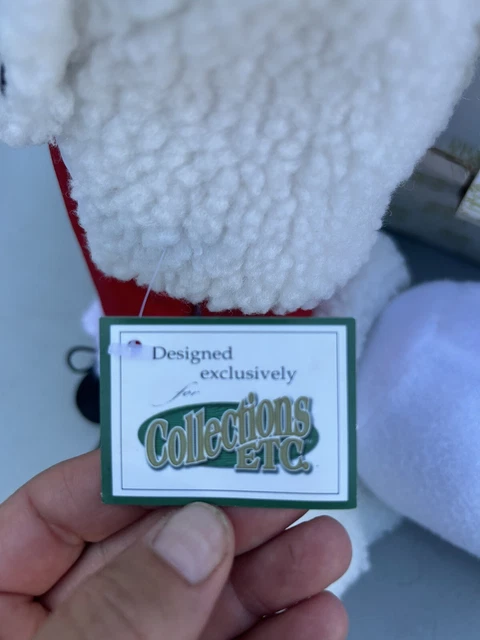 Designed
exclusively
for
Collections
ETC.